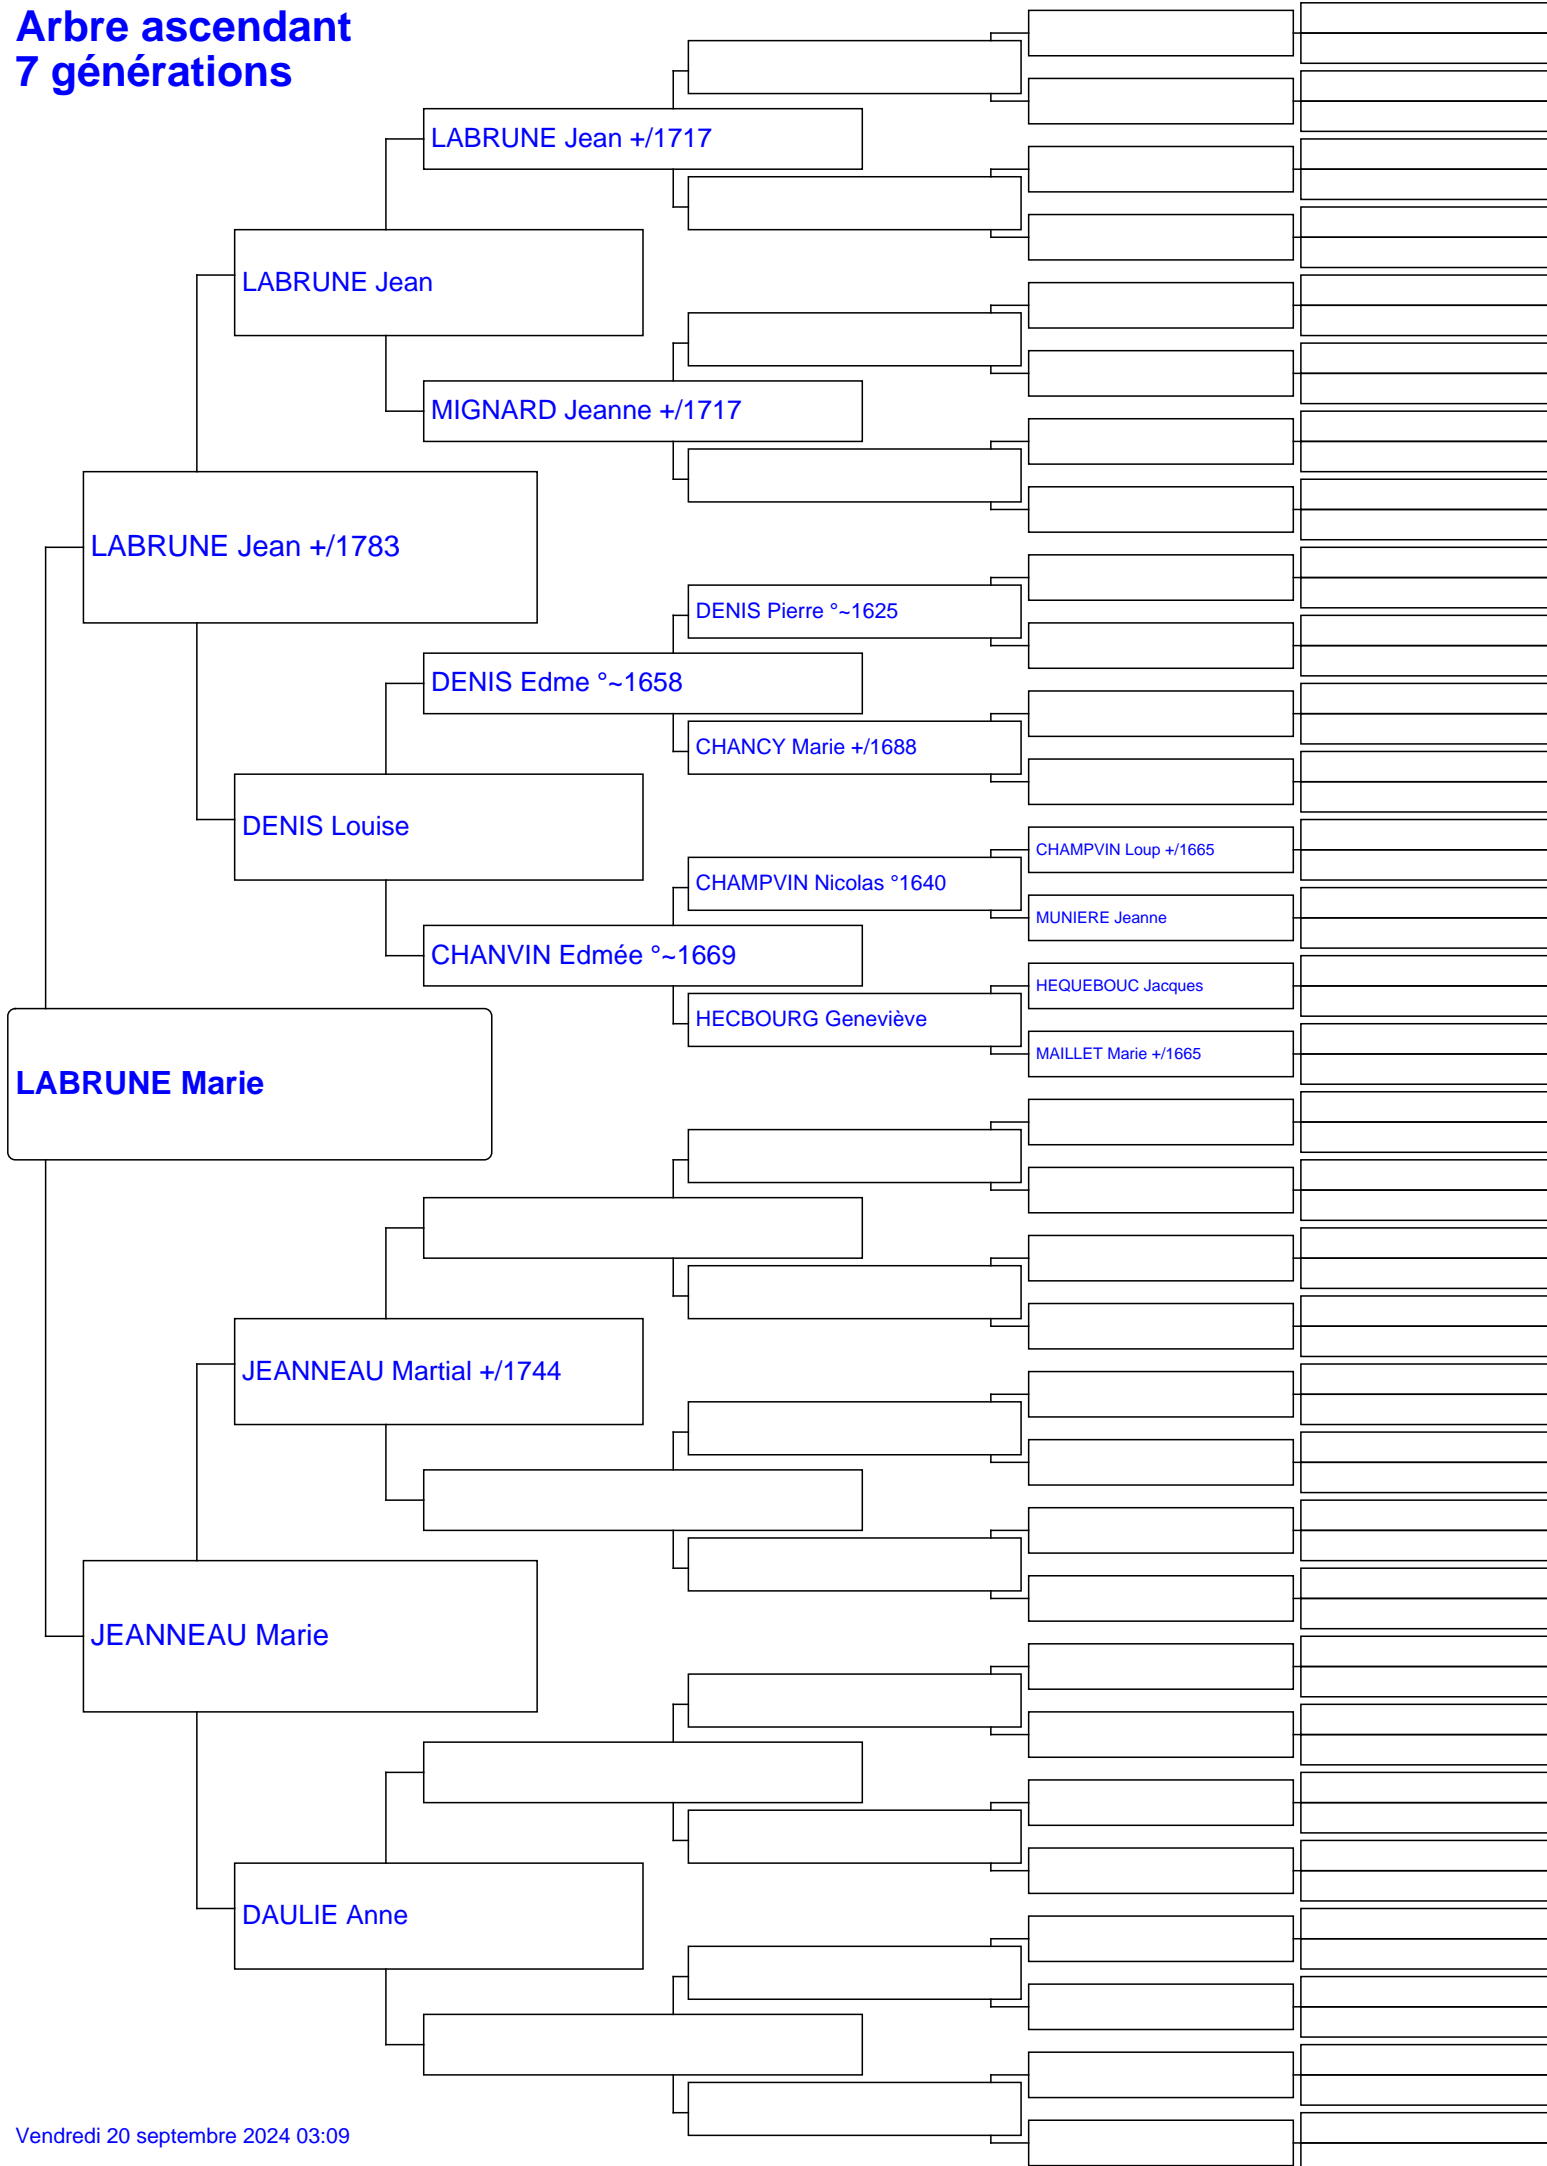 Arbre ascendant
7 générations
LABRUNE Jean +/1717
LABRUNE Jean
MIGNARD Jeanne +/1717
LABRUNE Jean +/1783
DENIS Pierre °~1625
DENIS Edme °~1658
CHANCY Marie +/1688
DENIS Louise
CHAMPVIN Loup +/1665
CHAMPVIN Nicolas °1640
MUNIERE Jeanne
CHANVIN Edmée °~1669
HEQUEBOUC Jacques
HECBOURG Geneviève
MAILLET Marie +/1665
LABRUNE Marie
JEANNEAU Martial +/1744
JEANNEAU Marie
DAULIE Anne
Vendredi 20 septembre 2024 03:09